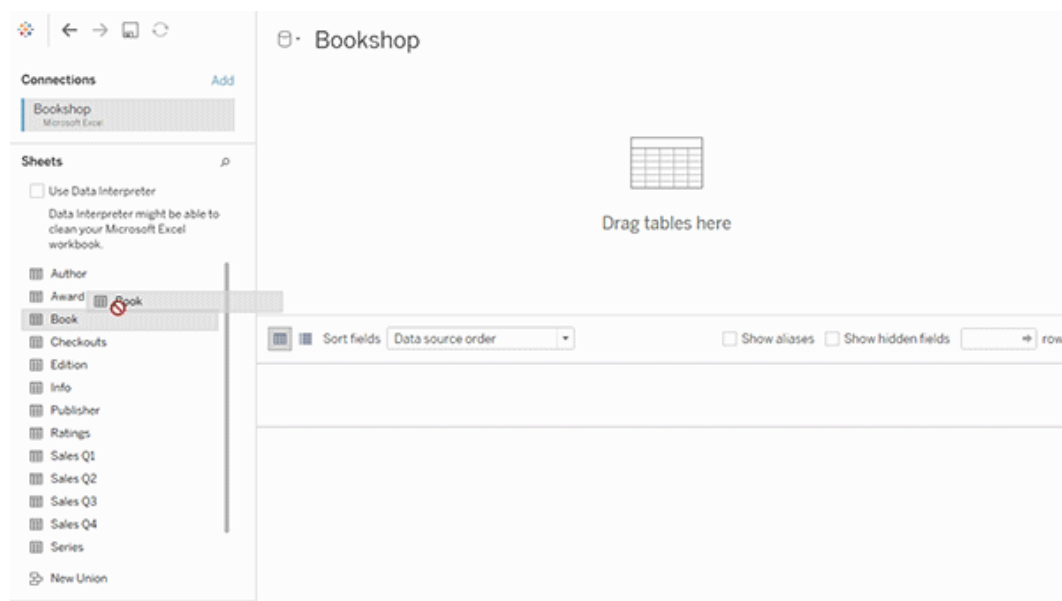 Bookshop
Connections Add
Bookshop
Microsoft Excel
Sheets
Use Data Interpreter
Data Interpreter might be able to
clean your Microsoft Excel
workbook.
Author
Award
Book
Book
Checkouts
Edition
Info
Publisher
Ratings
Sales Q1
Sales Q2
Sales Q3
Sales Q4
Series
New Union
Drag tables here
Sort fields Data source order Show aliases Show hidden fields row